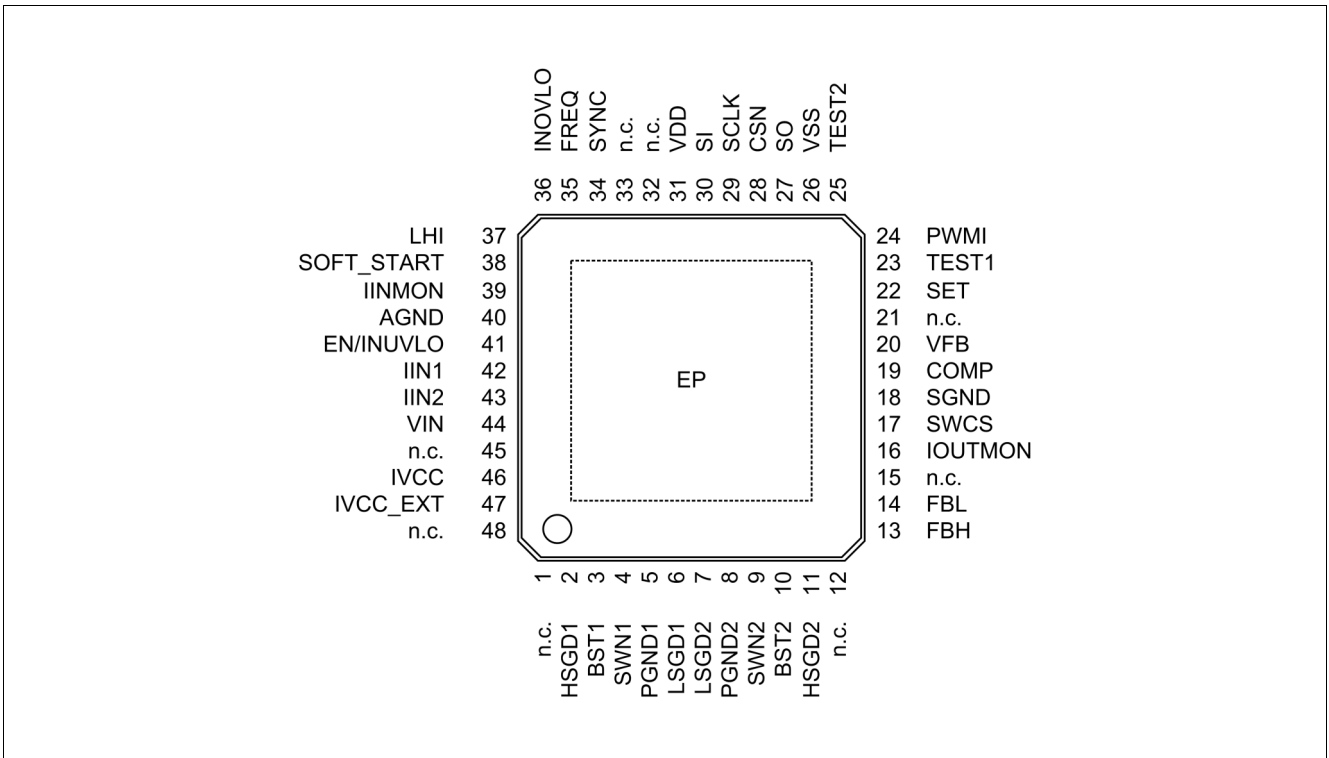 INOVLO
FREQ
SYNC
n.c.
n.c.
VDD
SI
SCLK
CSN
SO
VSS
TEST2
36
35
34
33
32
31
30
29
28
27
26
25
LHI 37
SOFT_START 38
IINMON 39
AGND 40
EN/INUVLO 41
IIN1 42
IIN2 43
VIN 44
n.c. 45
IVCC 46
IVCC_EXT 47
n.c. 48
EP
24 PWMI
23 TEST1
22 SET
21 n.c.
20 VFB
19 COMP
18 SGND
17 SWCS
16 IOUTMON
15 n.c.
14 FBL
13 FBH
1
2
3
4
5
6
7
8
9
10
11
12
n.c.
HSGD1
BST1
SWN1
PGND1
LSGD1
LSGD2
PGND2
SWN2
BST2
HSGD2
n.c.